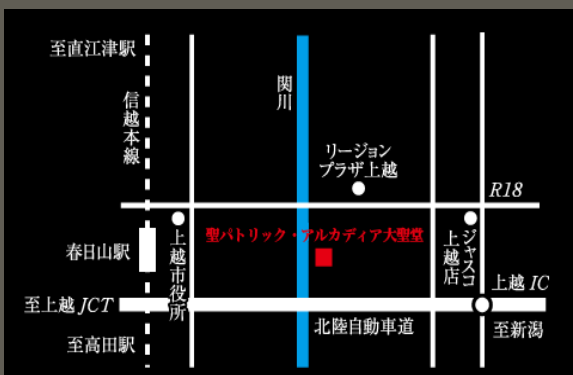 至直江津駅
信越本線
関川
リージョン
プラザ上越
R18
聖パトリック・アルカディア大聖堂
春日山駅
上越市役所
ジャスコ
上越店
上越 IC
至上越 JCT
北陸自動車道
至新潟
至高田駅